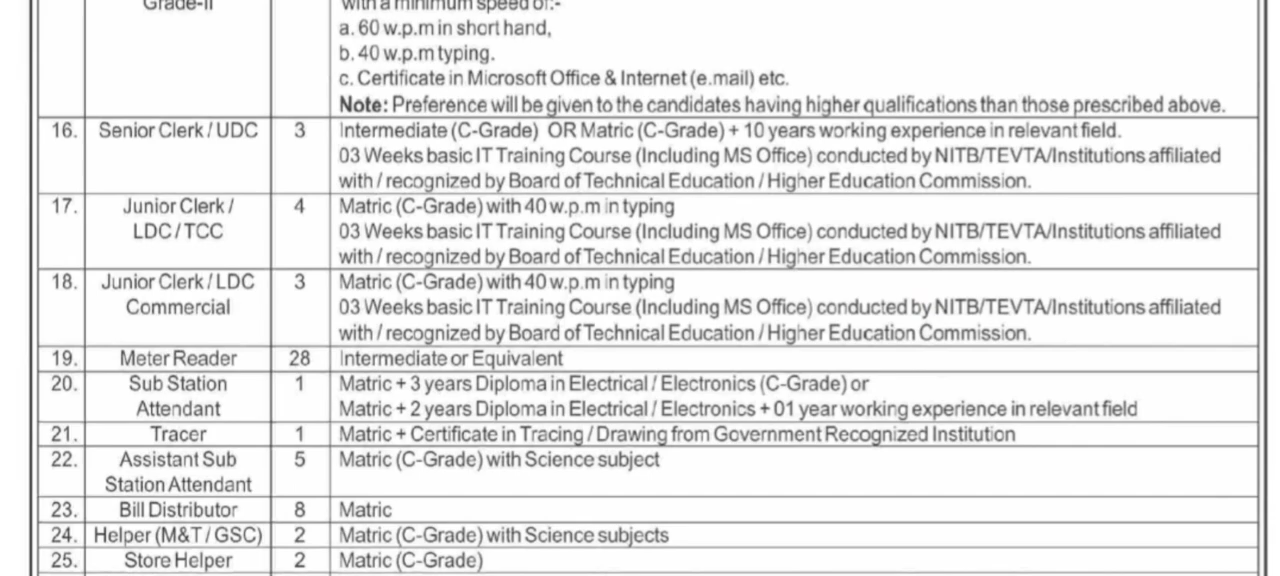 Grade-II with a minimum speed of:-
a. 60 w.p.m in short hand,
b. 40 w.p.m typing.
c. Certificate in Microsoft Office & Internet (e.mail) etc.
Note: Preference will be given to the candidates having higher qualifications than those prescribed above.
16. Senior Clerk / UDC 3 Intermediate (C-Grade) OR Matric (C-Grade) + 10 years working experience in relevant field.
03 Weeks basic IT Training Course (Including MS Office) conducted by NITB/TEVTA/Institutions affiliated
with / recognized by Board of Technical Education / Higher Education Commission.
17. Junior Clerk / 4 Matric (C-Grade) with 40 w.p.m in typing
LDC / TCC 03 Weeks basic IT Training Course (Including MS Office) conducted by NITB/TEVTA/Institutions affiliated
with / recognized by Board of Technical Education / Higher Education Commission.
18. Junior Clerk / LDC 3 Matric (C-Grade) with 40 w.p.m in typing
Commercial 03 Weeks basic IT Training Course (Including MS Office) conducted by NITB/TEVTA/Institutions affiliated
with / recognized by Board of Technical Education / Higher Education Commission.
19. Meter Reader 28 Intermediate or Equivalent
20. Sub Station 1 Matric + 3 years Diploma in Electrical / Electronics (C-Grade) or
Attendant Matric + 2 years Diploma in Electrical / Electronics + 01 year working experience in relevant field
21. Tracer 1 Matric + Certificate in Tracing / Drawing from Government Recognized Institution
22. Assistant Sub 5 Matric (C-Grade) with Science subject
Station Attendant
23. Bill Distributor 8 Matric
24. Helper (M&T / GSC) 2 Matric (C-Grade) with Science subjects
25. Store Helper 2 Matric (C-Grade)